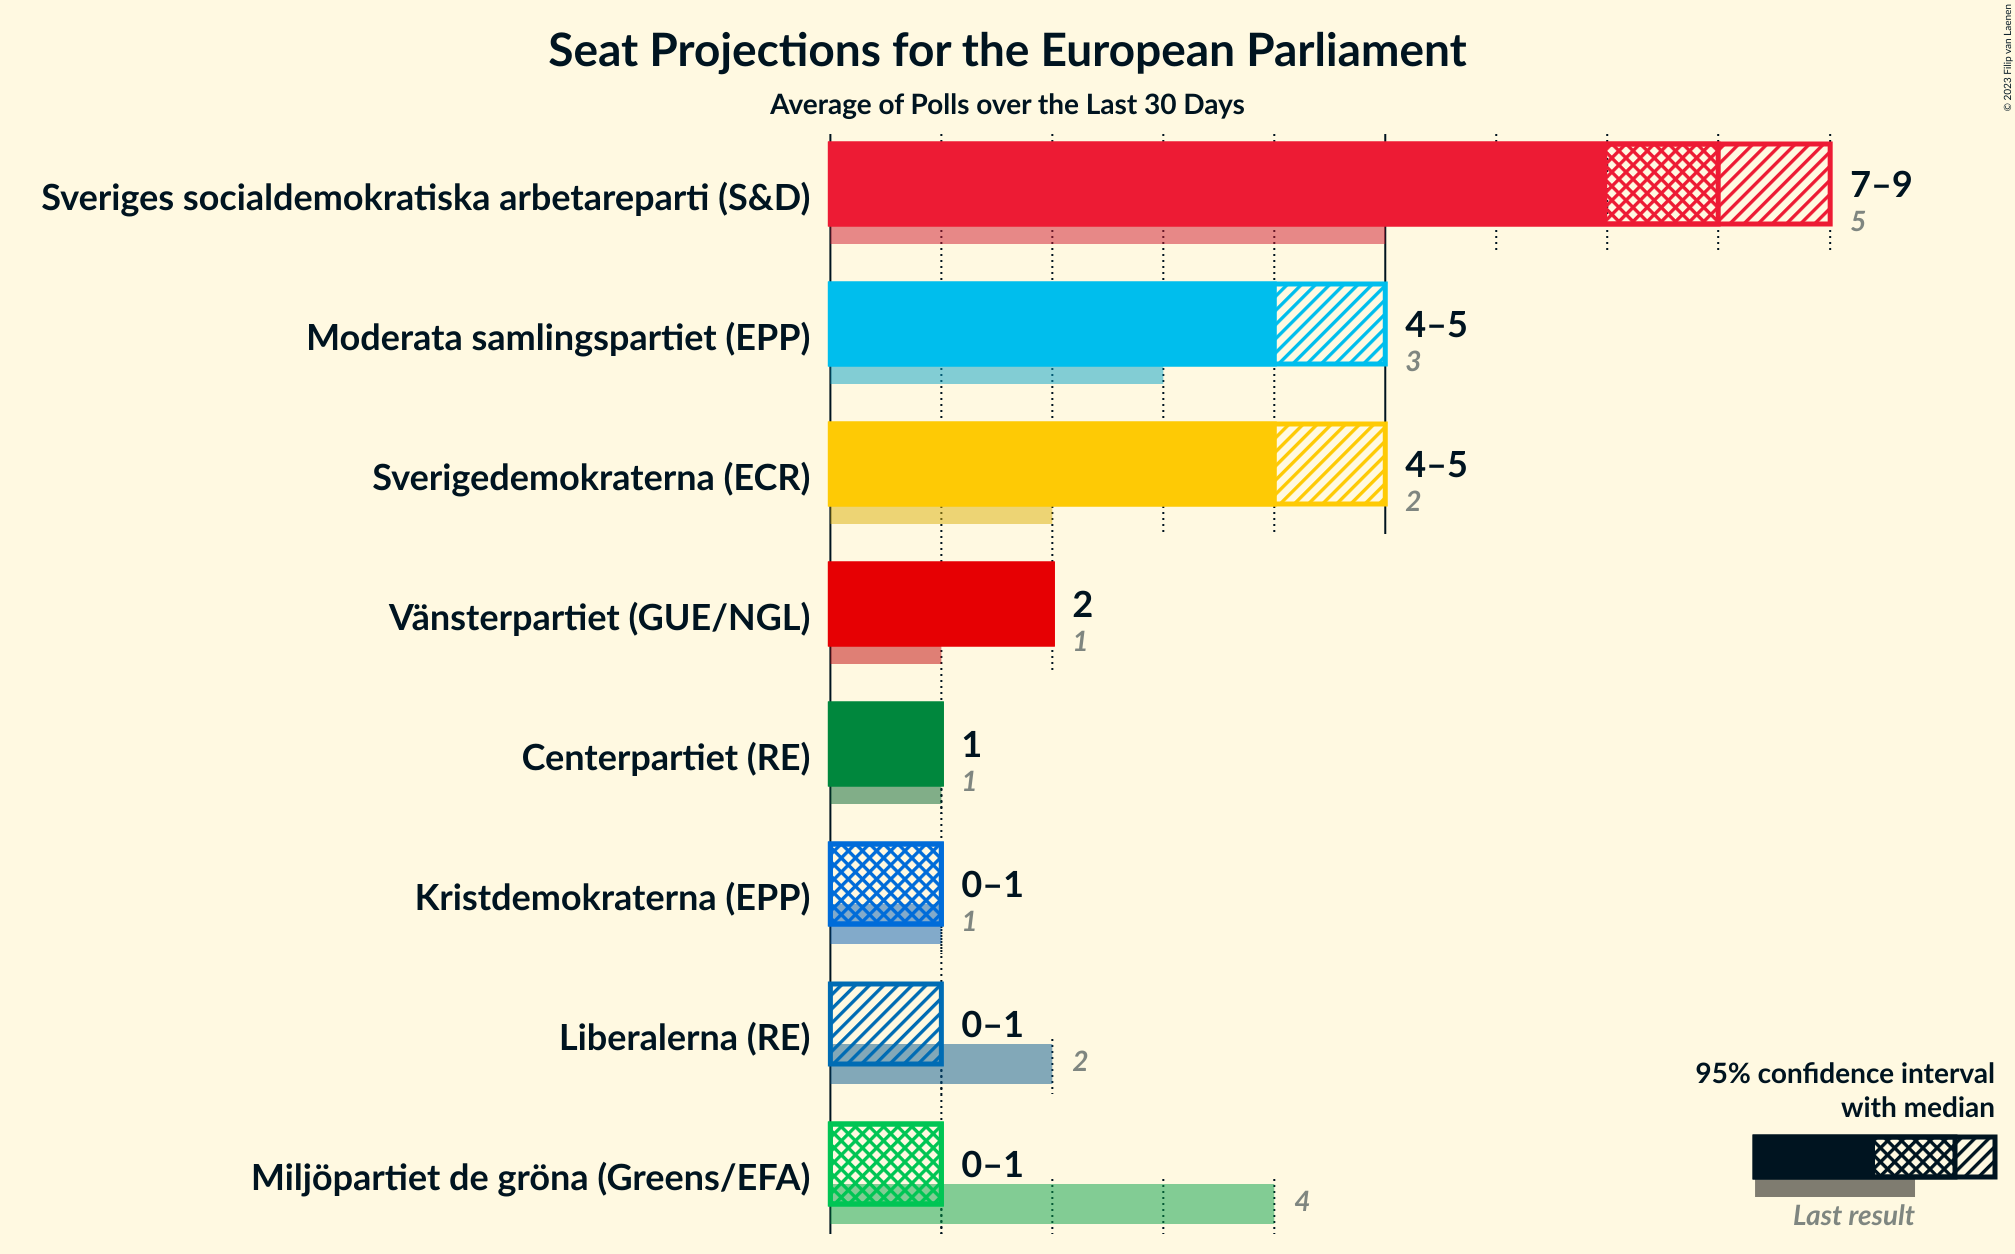 Seat Projections for the European Parliament
Average of Polls over the Last 30 Days
© 2023 Filip van Laenen
Sveriges socialdemokratiska arbetareparti (S&D)
7–9
5
Moderata samlingspartiet (EPP)
4–5
3
Sverigedemokraterna (ECR)
4–5
2
Vänsterpartiet (GUE/NGL)
2
1
Centerpartiet (RE)
1
1
Kristdemokraterna (EPP)
0–1
1
Liberalerna (RE)
0–1
2
Miljöpartiet de gröna (Greens/EFA)
0–1
4
95% confidence interval
with median
Last result